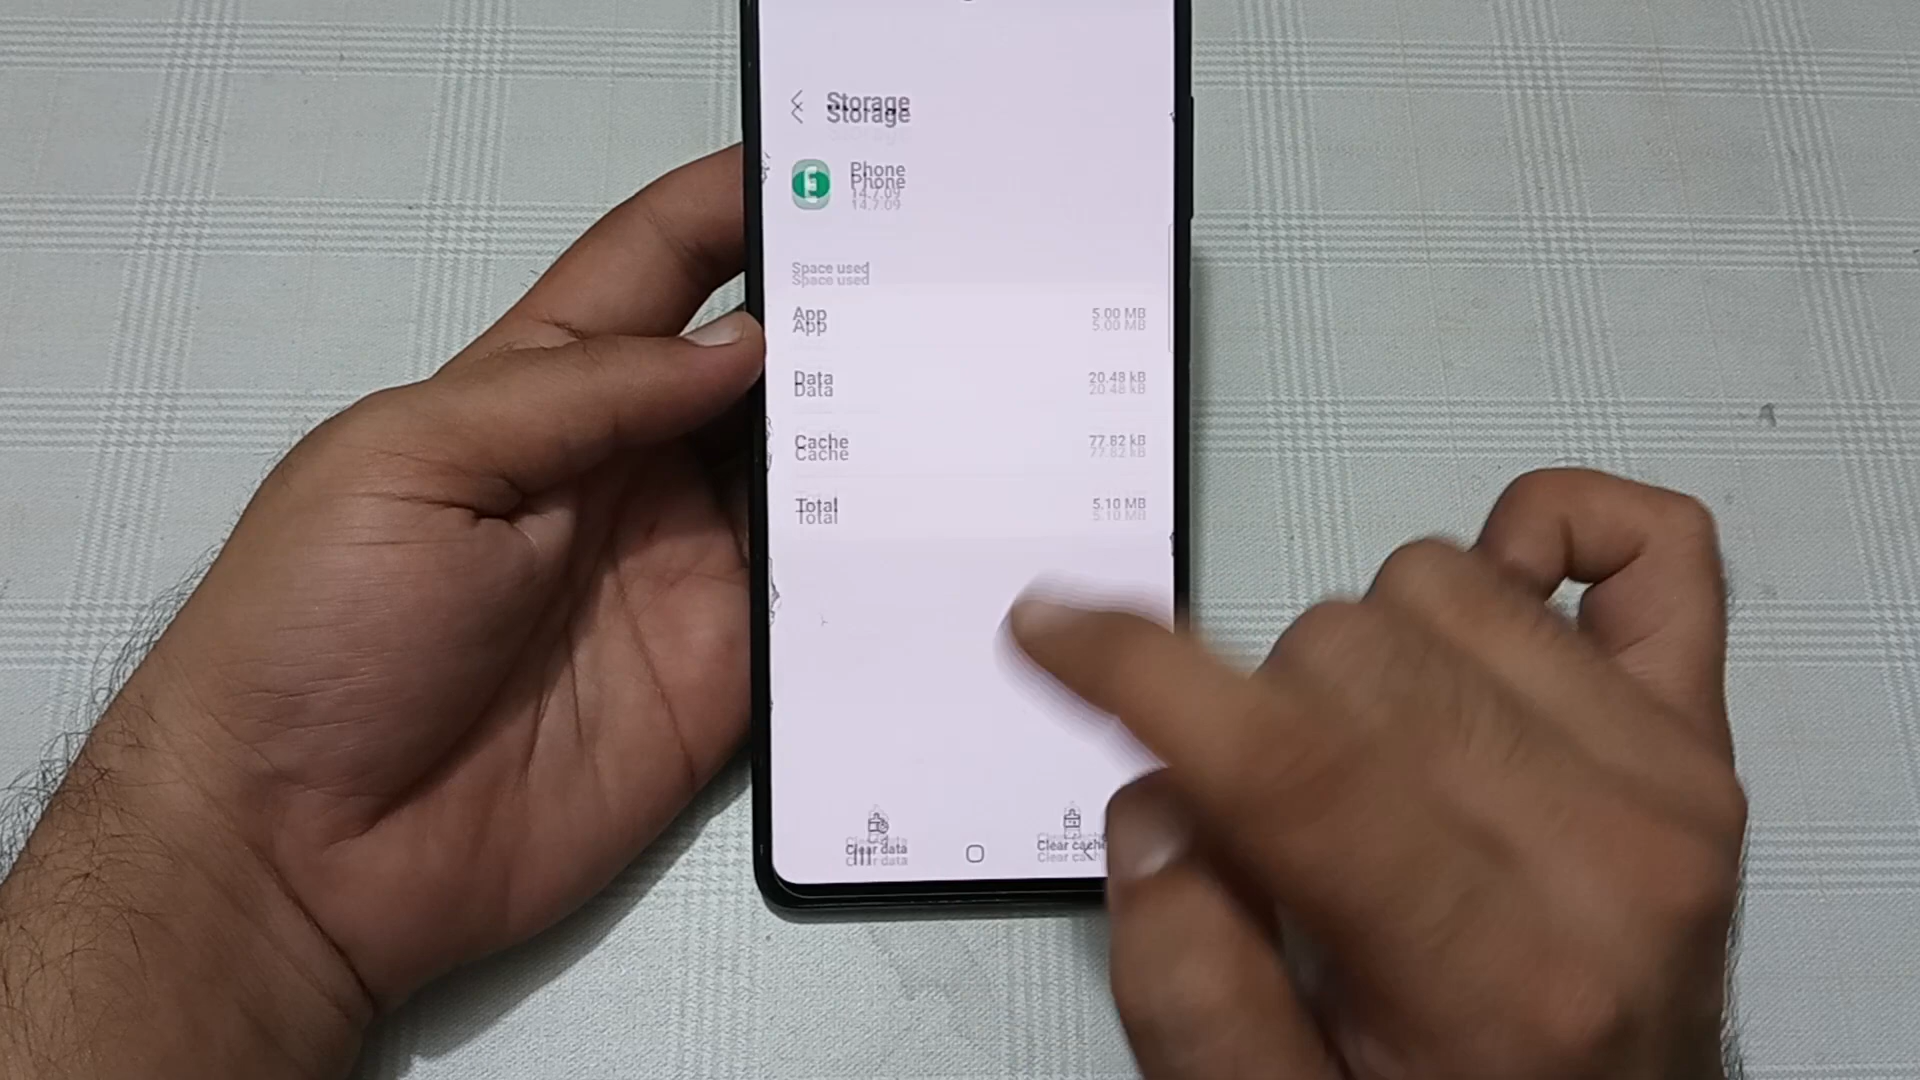 Storage
Phone
14.7.09
Space used
App 5.00 MB
Data 20.48 kB
Cache 77.82 kB
Total 5.10 MB
Clear data Clear cache